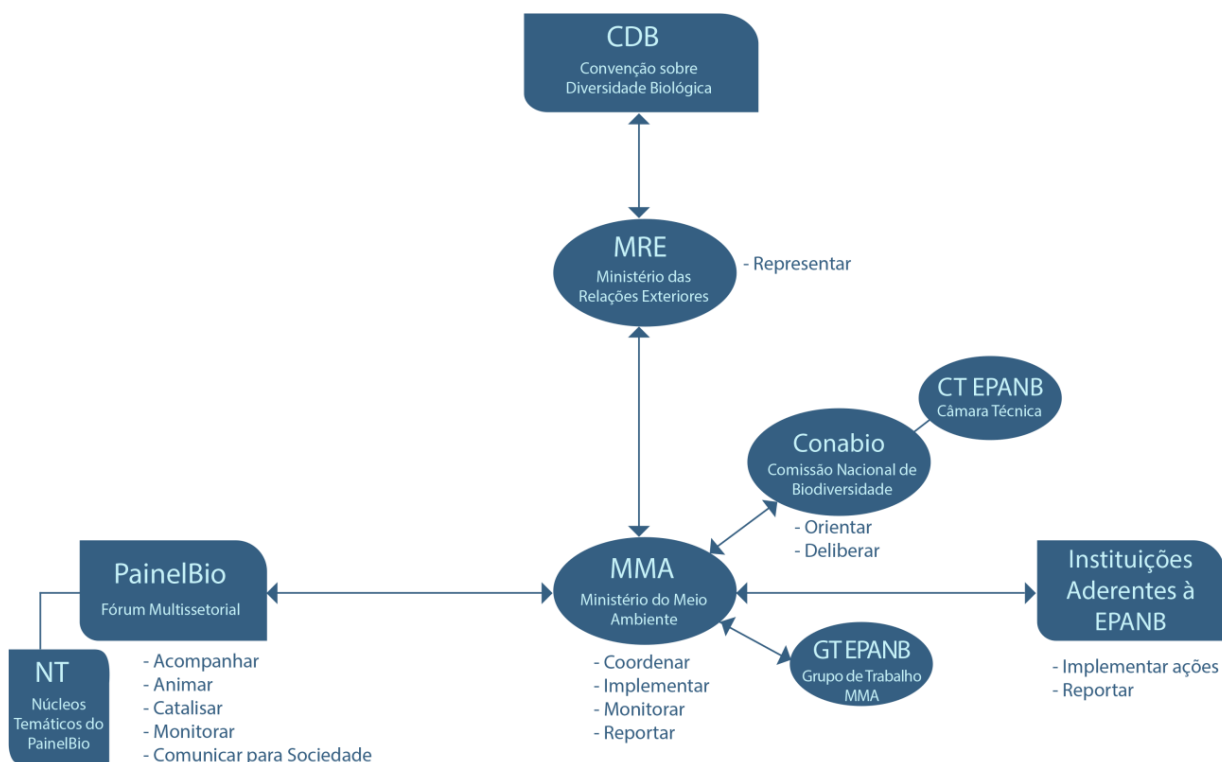 CDB
Convenção sobre
Diversidade Biológica
MRE
Ministério das
Relações Exteriores
- Representar
CT EPANB
Câmara Técnica
Conabio
Comissão Nacional de
Biodiversidade
- Orientar
- Deliberar
PainelBio
Fórum Multissetorial
MMA
Ministério do Meio
Ambiente
Instituições
Aderentes à
EPANB
NT
Núcleos
Temáticos do
PainelBio
- Acompanhar
- Animar
- Catalisar
- Monitorar
- Comunicar para Sociedade
- Coordenar
- Implementar
- Monitorar
- Reportar
GT EPANB
Grupo de Trabalho
MMA
- Implementar ações
- Reportar